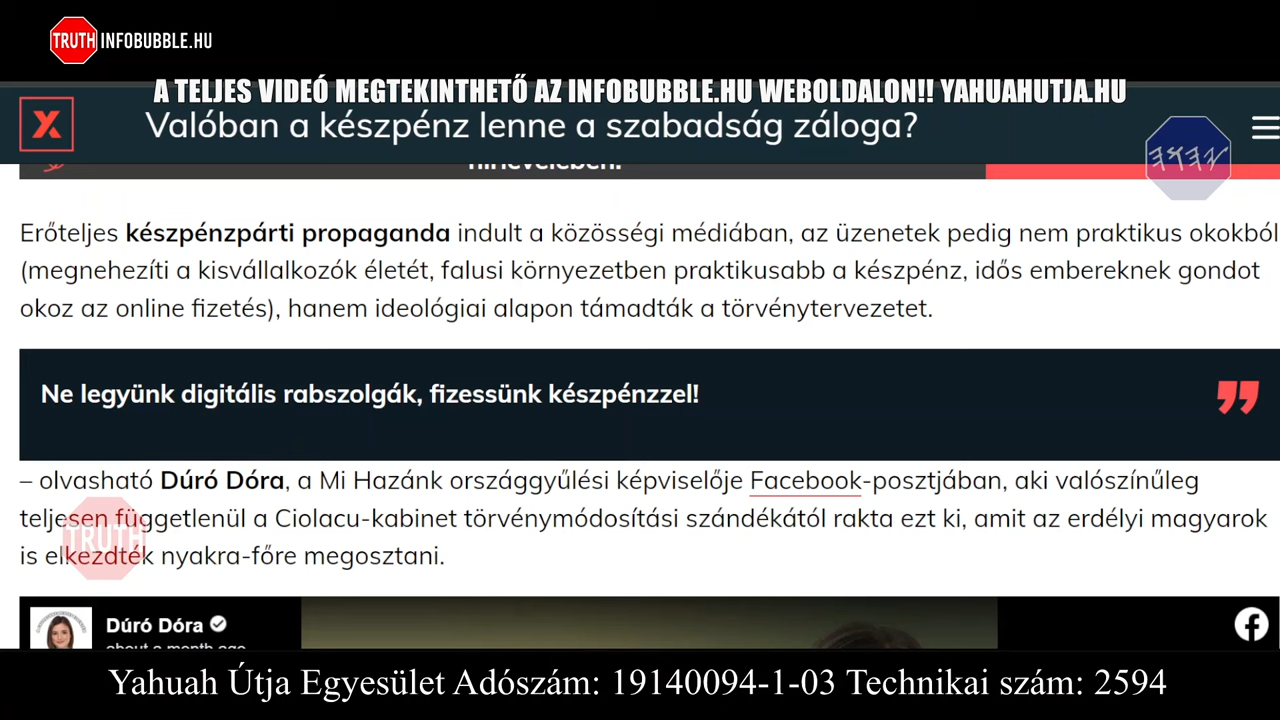 TRUTH INFOBUBBLE.HU
A TELJES VIDEÓ MEGTEKINTHETŐ AZ INFOBUBBLE.HU WEBOLDALON!! YAHUAHUTJA.HU
X Valóban a készpénz lenne a szabadság záloga?
hírlevelében!
Erőteljes készpénzpárti propaganda indult a közösségi médiában, az üzenetek pedig nem praktikus okokból
(megnehezíti a kisvállalkozók életét, falusi környezetben praktikusabb a készpénz, idős embereknek gondot
okoz az online fizetés), hanem ideológiai alapon támadták a törvénytervezetet.
Ne legyünk digitális rabszolgák, fizessünk készpénzzel!
– olvasható Dúró Dóra, a Mi Hazánk országgyűlési képviselője Facebook-posztjában, aki valószínűleg
teljesen függetlenül a Ciolacu-kabinet törvénymódosítási szándékától rakta ezt ki, amit az erdélyi magyarok
TRUTH
is elkezdték nyakra-főre megosztani.
Dúró Dóra
about a month ago
Yahuah Útja Egyesület Adószám: 19140094-1-03 Technikai szám: 2594